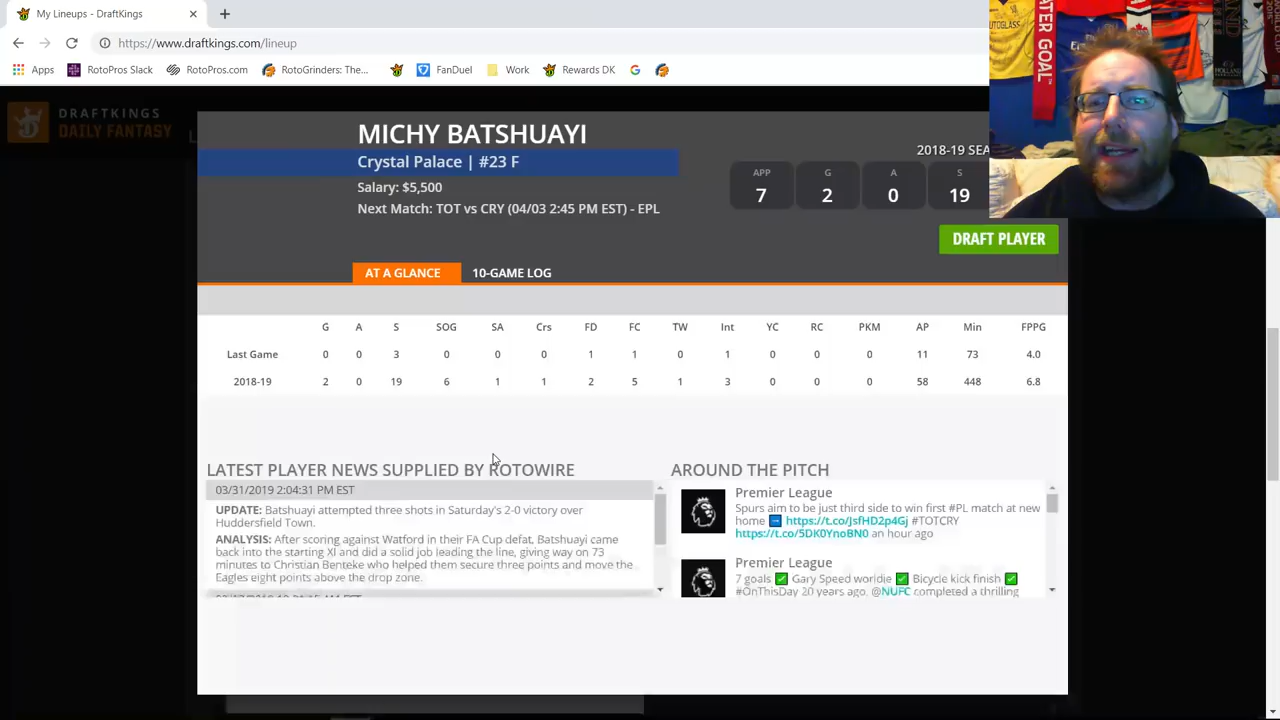 My Lineups - DraftKings
https://www.draftkings.com/lineup
Apps
RotoPros Slack
RotoPros.com
RotoGrinders: The...
FanDuel
Work
Rewards DK
DRAFTKINGS
DAILY FANTASY
L
MICHY BATSHUAYI
Crystal Palace | #23 F
Salary: $5,500
Next Match: TOT vs CRY (04/03 2:45 PM EST) - EPL
2018-19 SEA
APP G A S
7 2 0 19
DRAFT PLAYER
AT A GLANCE
10-GAME LOG
G A S SOG SA Crs FD FC TW Int YC RC PKM AP Min FPPG
Last Game 0 0 3 0 0 0 1 1 0 1 0 0 0 11 73 4.0
2018-19 2 0 19 6 1 1 2 5 1 3 0 0 0 58 448 6.8
LATEST PLAYER NEWS SUPPLIED BY ROTOWIRE
03/31/2019 2:04:31 PM EST
UPDATE: Batshuayi attempted three shots in Saturday's 2-0 victory over
Huddersfield Town.
ANALYSIS: After scoring against Watford in their FA Cup defat, Batshuayi came
back into the starting XI and did a solid job leading the line, giving way on 73
minutes to Christian Benteke who helped them secure three points and move the
Eagles eight points above the drop zone.
AROUND THE PITCH
Premier League
Spurs aim to be just third side to win first #PL match at new
home https://t.co/JsfHD2p4Gj #TOTCRY
https://t.co/5DK0YnoBN0 an hour ago
Premier League
7 goals ✅ Gary Speed worldie ✅ Bicycle kick finish ✅
#OnThisDay 20 years ago, @NUFC completed a thrilling
ATER GOAL
HOLLAND